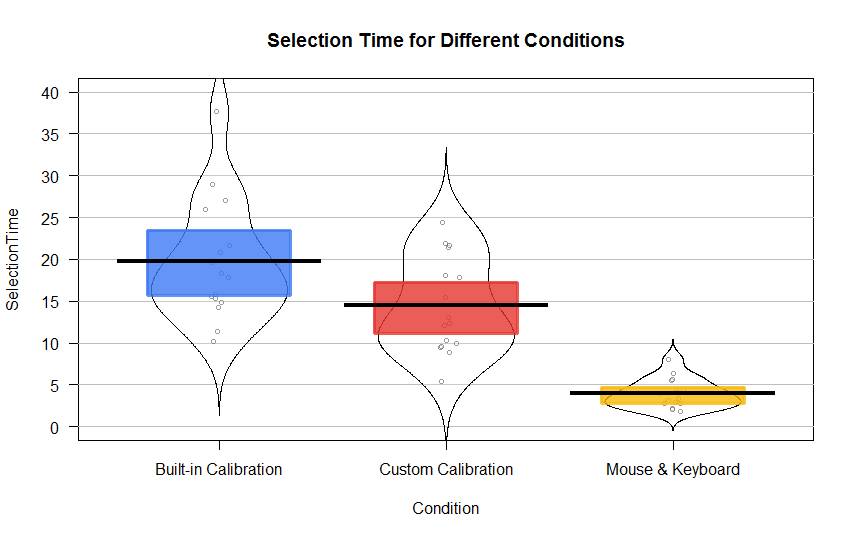 Selection Time for Different Conditions
SelectionTime
40
35
30
25
20
15
10
5
0
Built-in Calibration
Custom Calibration
Mouse & Keyboard
Condition